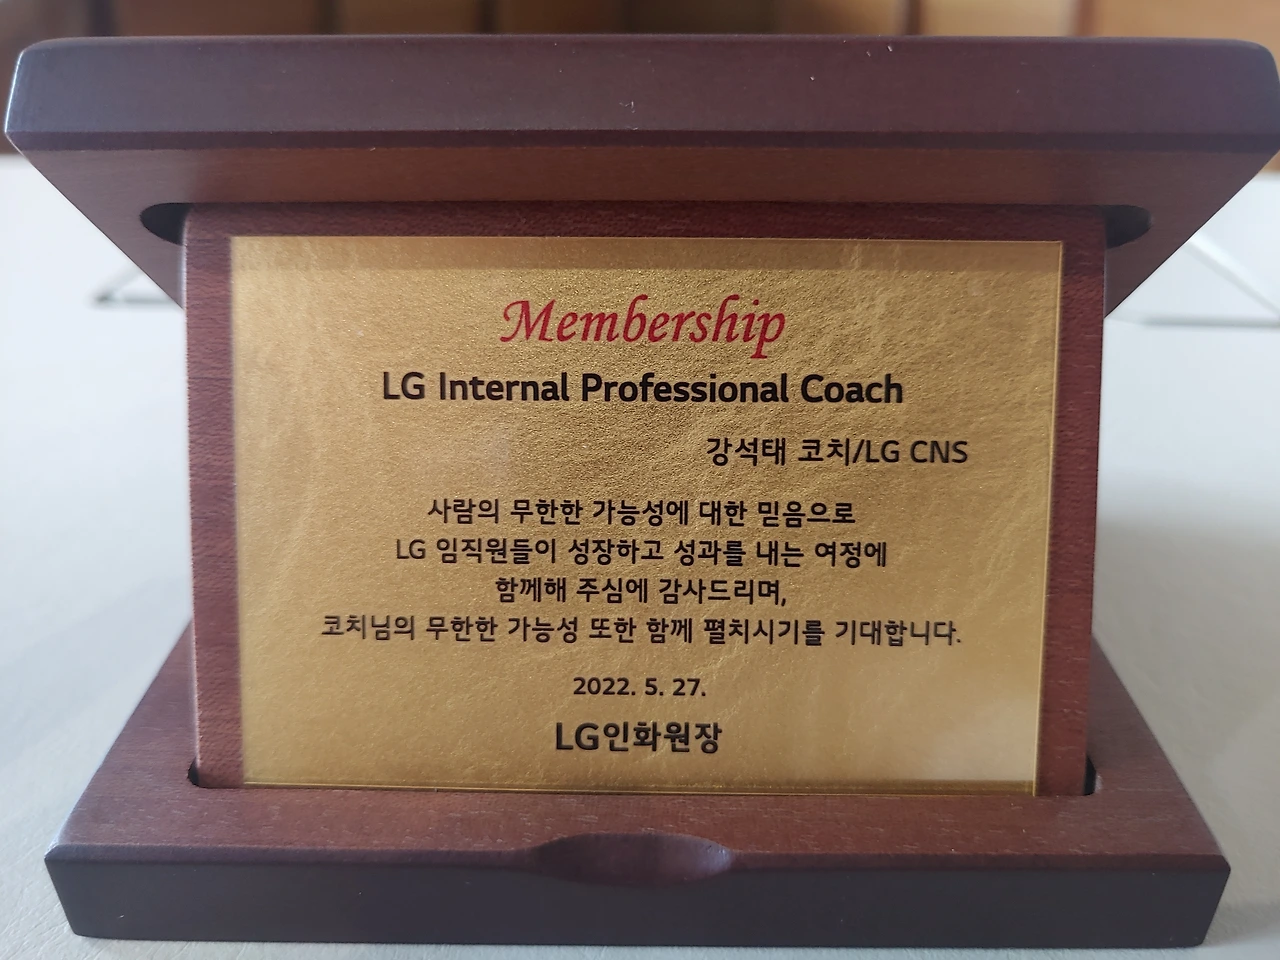 Membership
LG Internal Professional Coach
강석태 코치/LG CNS
사람의 무한한 가능성에 대한 믿음으로
LG 임직원들이 성장하고 성과를 내는 여정에
함께해 주심에 감사드리며,
코치님의 무한한 가능성 또한 함께 펼치시기를 기대합니다.
2022. 5. 27.
LG인화원장